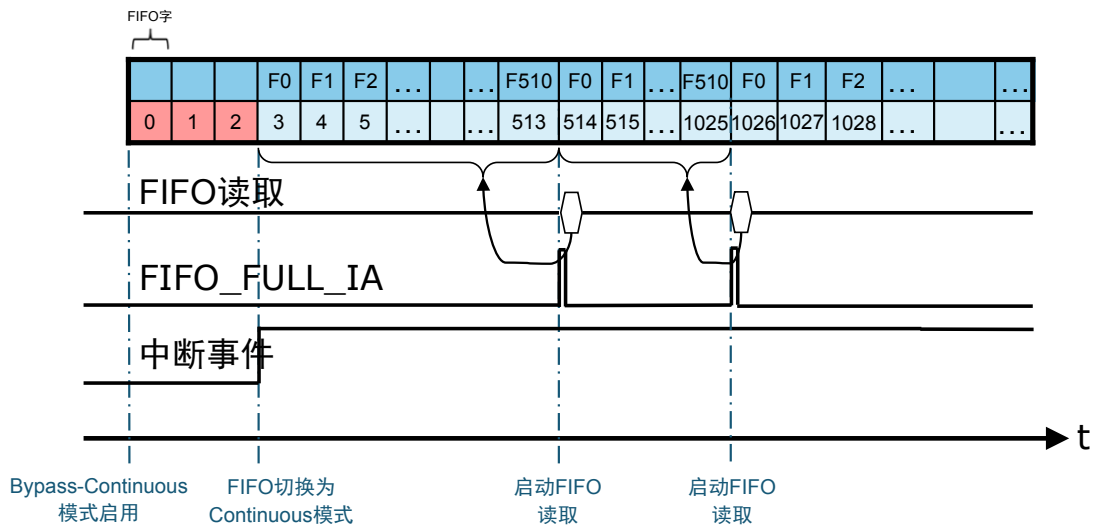 FIFO字
F0 F1 F2 ... ... F510 F0 F1 ... F510 F0 F1 F2 ... ...
0 1 2 3 4 5 ... ... 513 514 515 ... 1025 1026 1027 1028 ... ...
FIFO读取
FIFO_FULL_IA
中断事件
t
Bypass-Continuous
模式启用
FIFO切换为
Continuous模式
启动FIFO
读取
启动FIFO
读取